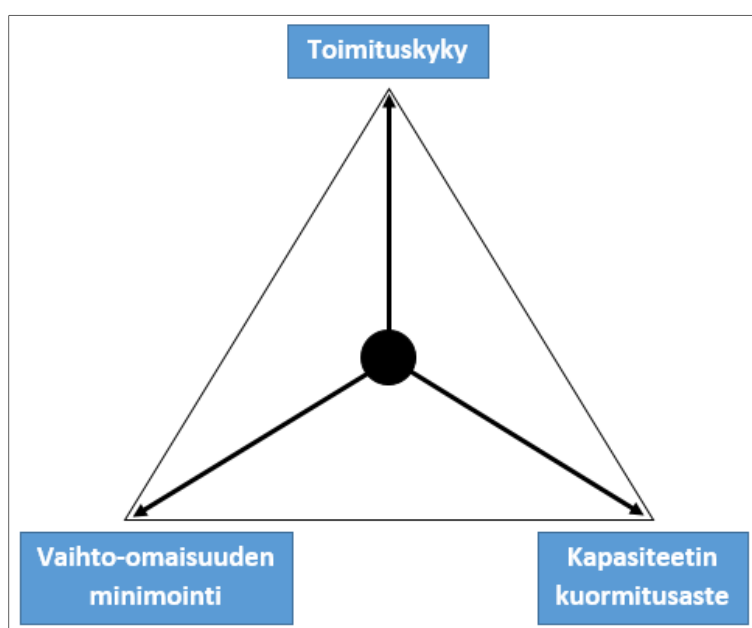 Toimituskyky
Vaihto-omaisuuden
minimointi
Kapasiteetin
kuormitusaste